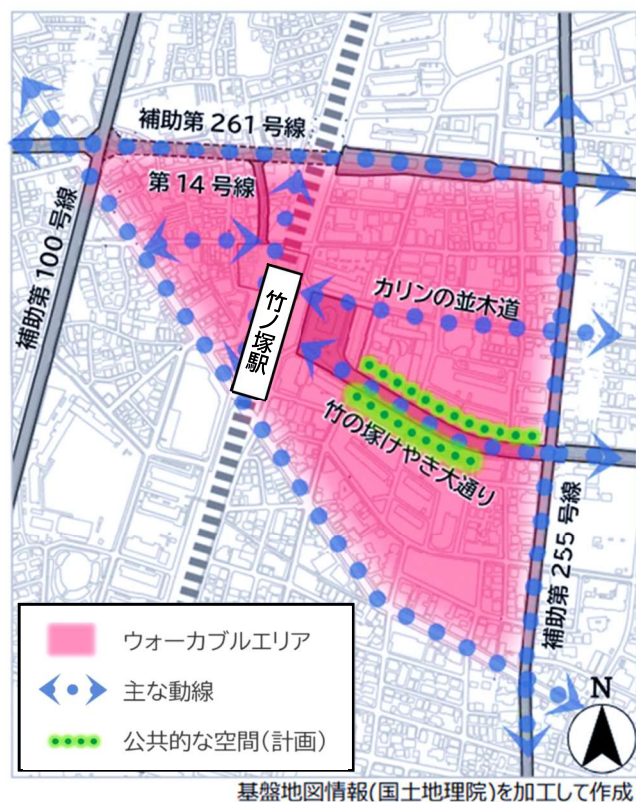 補助第 261 号線
第 14 号線
補助第 100 号線
カリンの並木道
竹ノ塚駅
竹の塚けやき大通り
補助第 255 号線
ウォーカブルエリア
主な動線
公共的な空間(計画)
N
基盤地図情報(国土地理院)を加工して作成